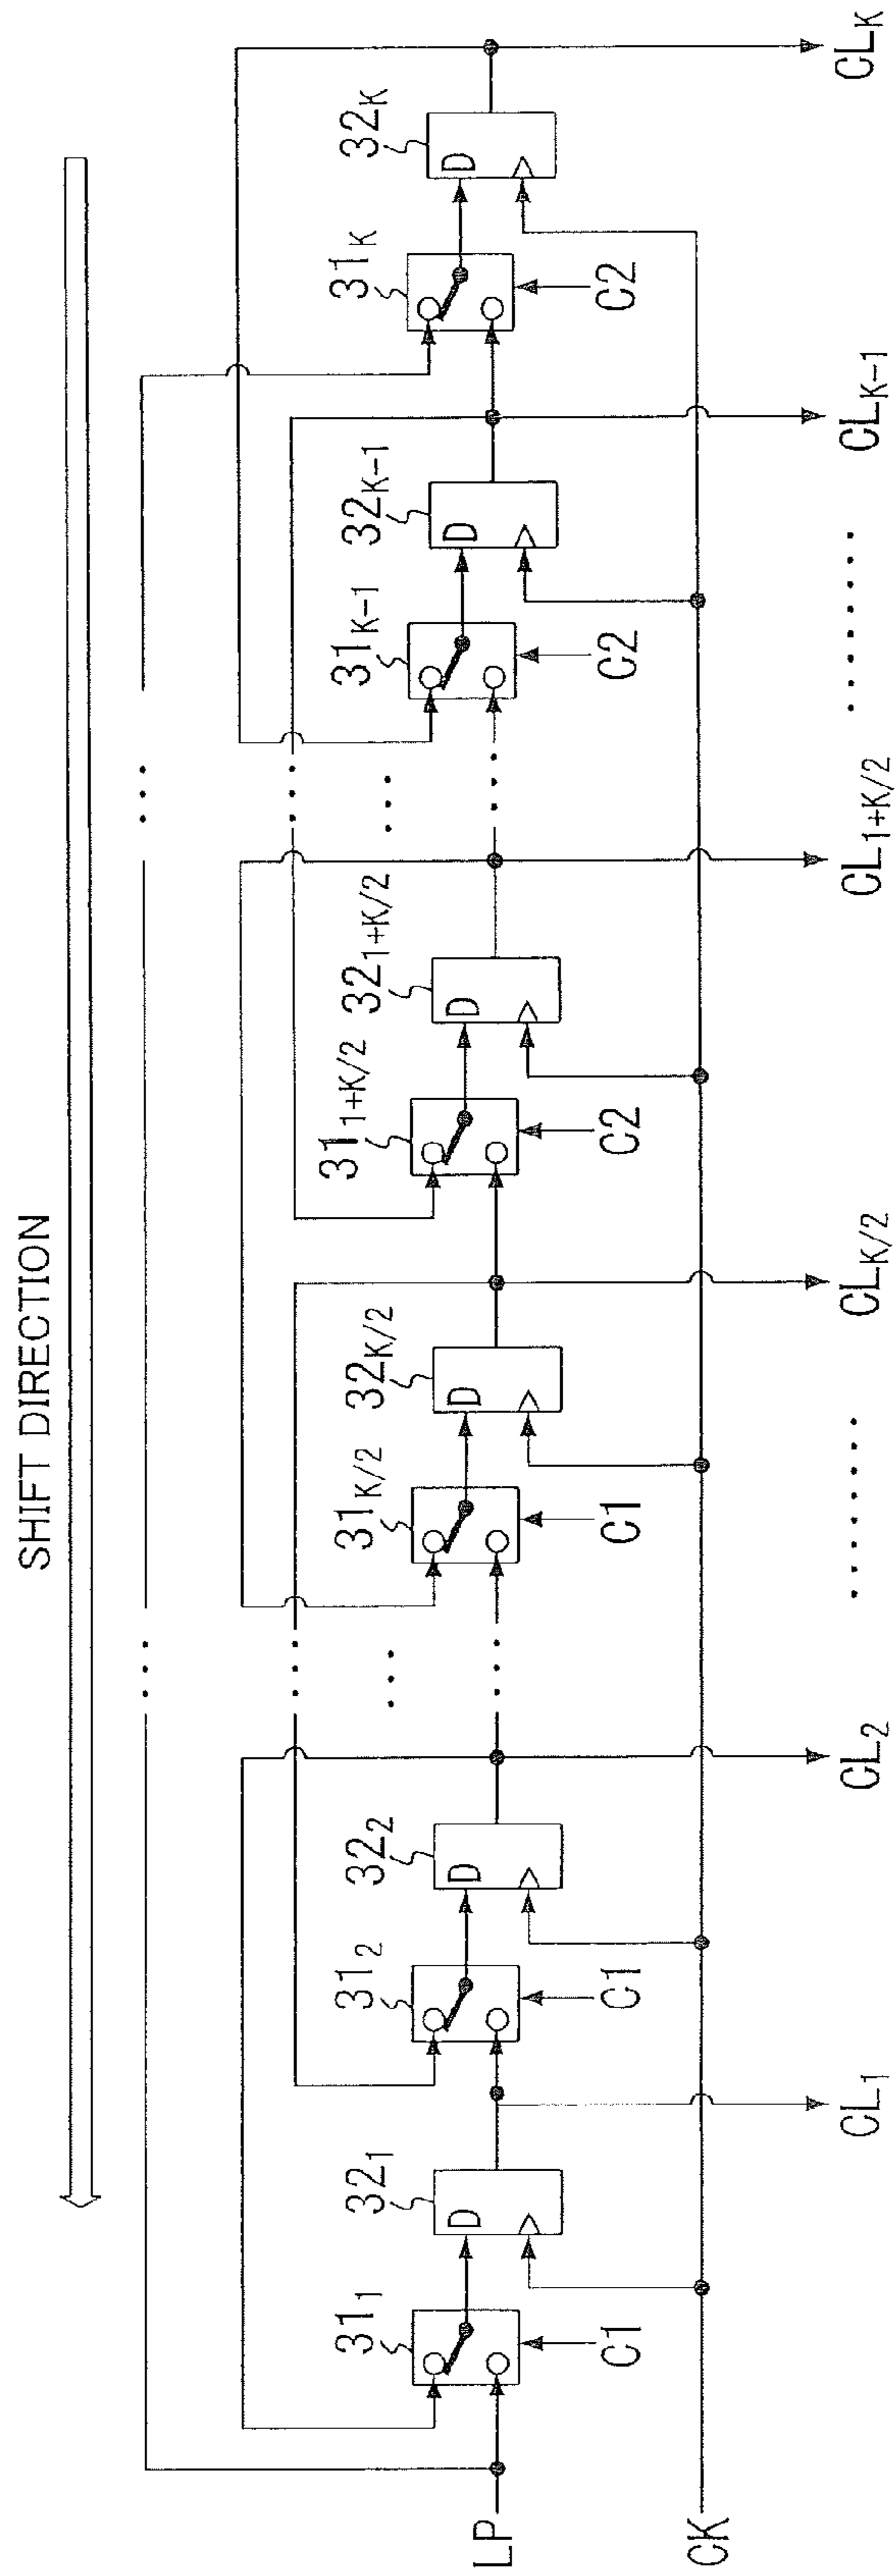 SHIFT DIRECTION
31₁ 32₁ 31₂ 32₂ 31K/2 32K/2 31₁₊K/2 32₁₊K/2 31K-1 32K-1 31K 32K
D D D D D D
LP
C1 C1 C1 C2 C2 C2
CK
CL₁ CL₂ CLK/2 CL₁₊K/2 CLK-1 CLK